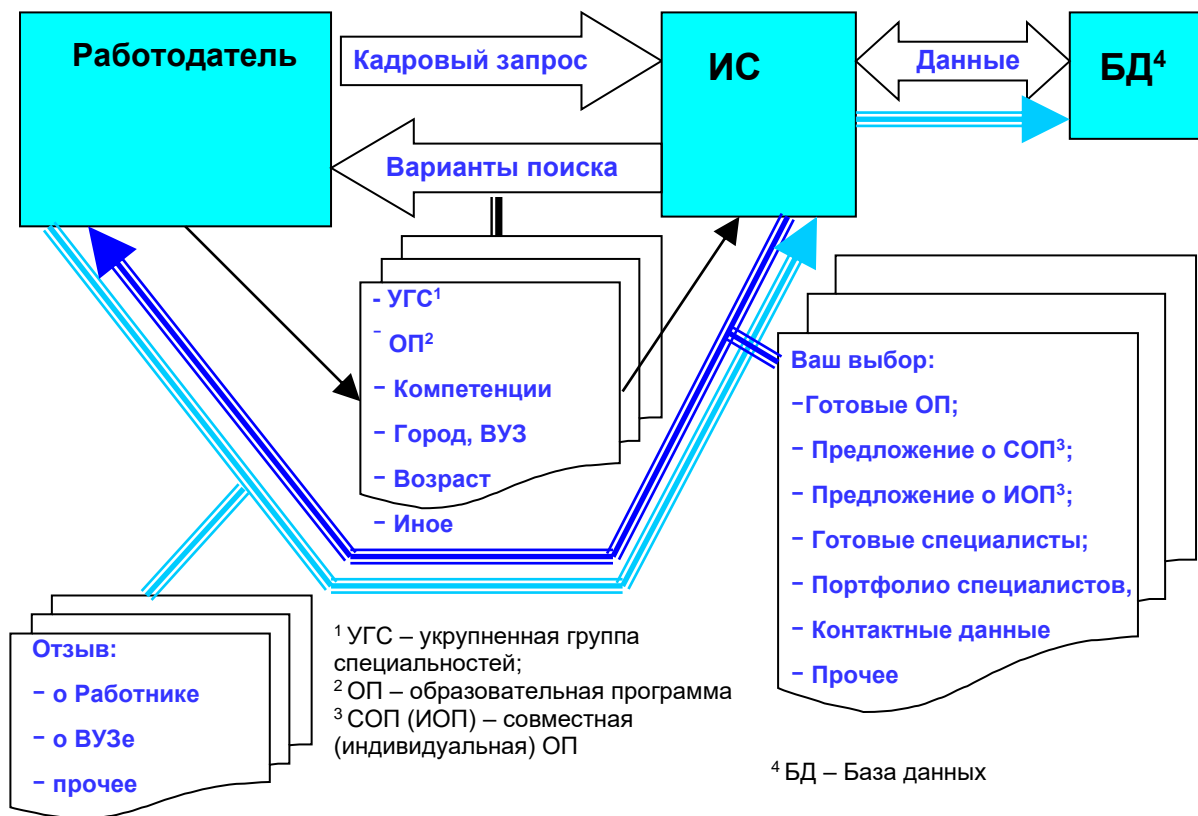 Работодатель
Кадровый запрос
ИС
Данные
БД⁴
Варианты поиска
- УГС¹
- ОП²
- Компетенции
- Город, ВУЗ
- Возраст
- Иное
Ваш выбор:
-Готовые ОП;
- Предложение о СОП³;
- Предложение о ИОП³;
- Готовые специалисты;
- Портфолио специалистов,
- Контактные данные
- Прочее
Отзыв:
- о Работнике
- о ВУЗе
- прочее
¹ УГС – укрупненная группа
специальностей;
² ОП – образовательная программа
³ СОП (ИОП) – совместная
(индивидуальная) ОП
⁴ БД – База данных